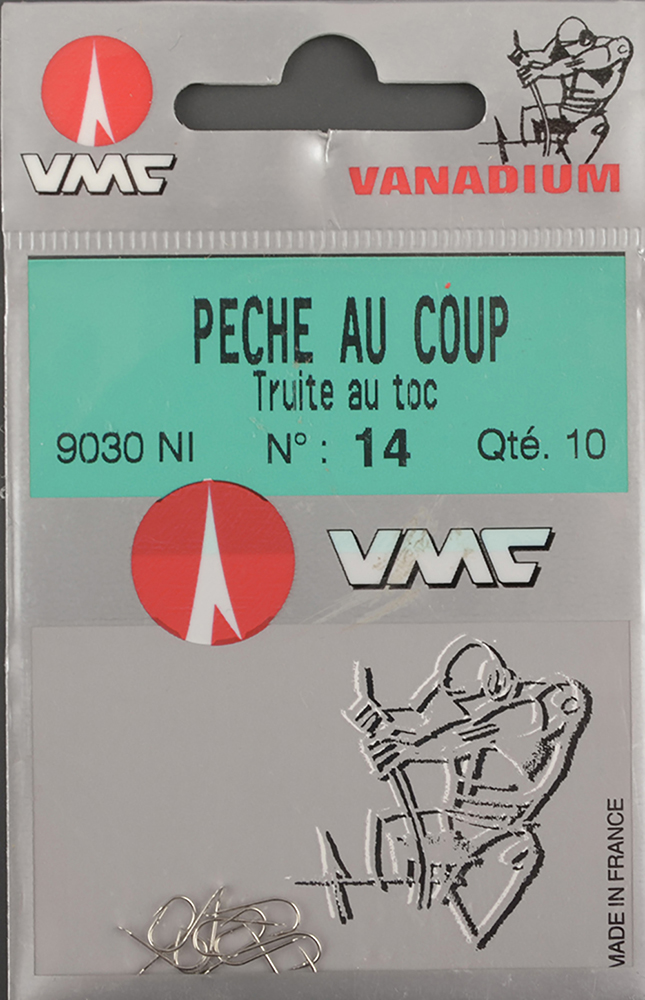 VMC
VANADIUM
PECHE AU COUP
Truite au toc
9030 NI N° : 14 Qté. 10
VMC
MADE IN FRANCE